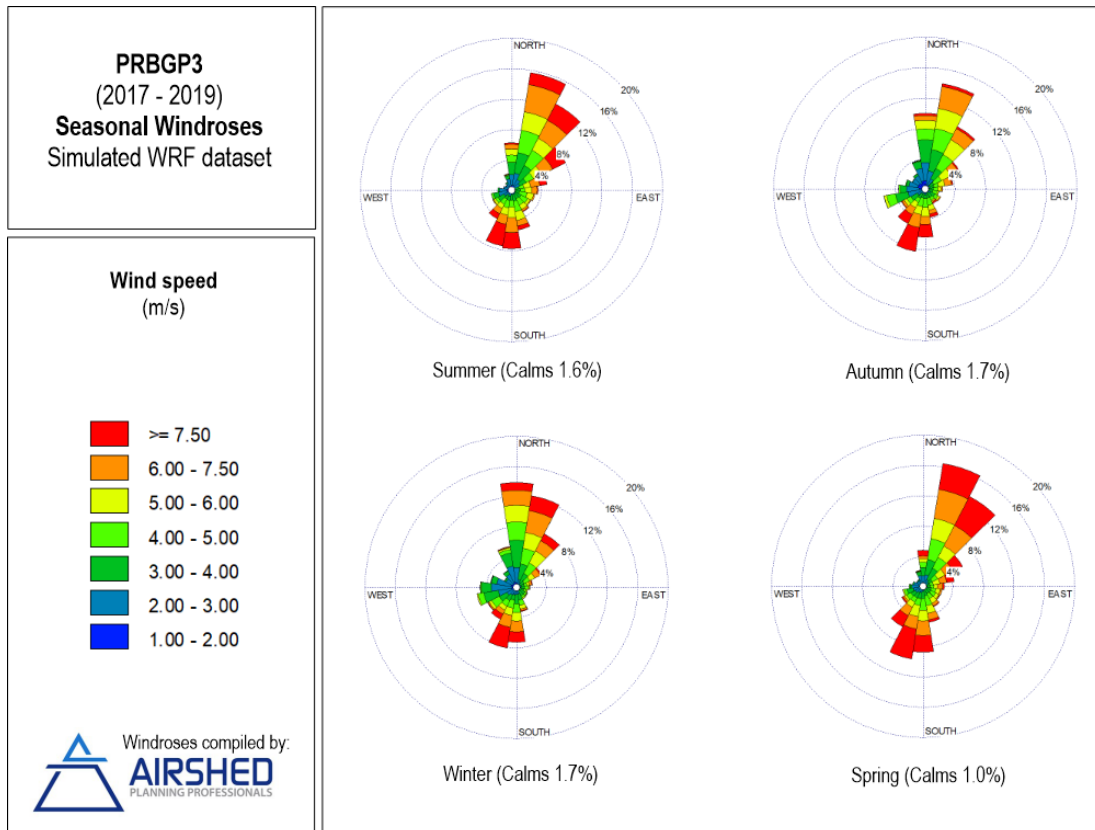 PRBGP3
(2017 - 2019)
Seasonal Windroses
Simulated WRF dataset
Wind speed
(m/s)
>= 7.50
6.00 - 7.50
5.00 - 6.00
4.00 - 5.00
3.00 - 4.00
2.00 - 3.00
1.00 - 2.00
Windroses compiled by:
AIRSHED
PLANNING PROFESSIONALS
NORTH
20%
16%
12%
8%
4%
WEST
EAST
SOUTH
Summer (Calms 1.6%)
NORTH
20%
16%
12%
8%
4%
WEST
EAST
SOUTH
Autumn (Calms 1.7%)
NORTH
20%
16%
12%
8%
4%
WEST
EAST
SOUTH
Winter (Calms 1.7%)
NORTH
20%
16%
12%
8%
4%
WEST
EAST
SOUTH
Spring (Calms 1.0%)